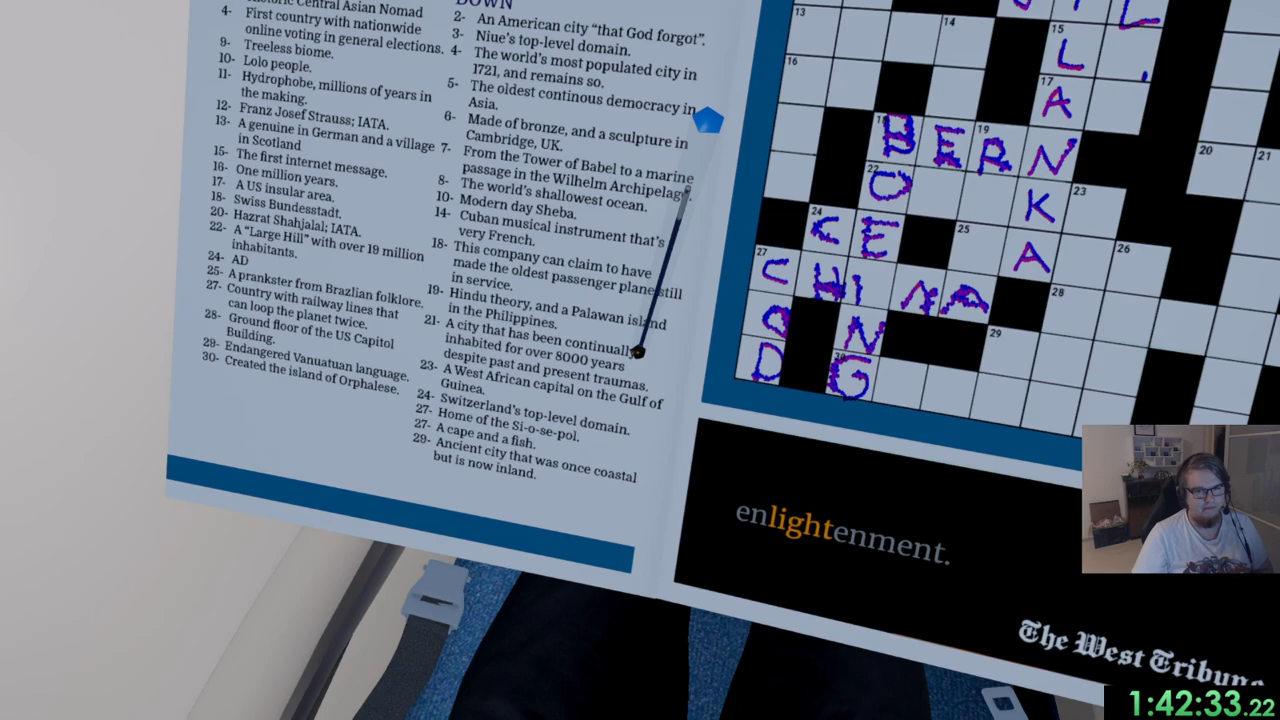 Historic Central Asian Nomad
4- First country with nationwide
online voting in general elections.
9- Treeless biome.
10- Lolo people.
11- Hydrophobe, millions of years in
the making.
12- Franz Josef Strauss; IATA.
13- A genuine in German and a village
in Scotland
15- The first internet message.
16- One million years.
17- A US insular area.
18- Swiss Bundesstadt.
20- Hazrat Shahjalal; IATA.
22- A “Large Hill” with over 19 million
inhabitants.
24- AD
25- A prankster from Brazlian folklore.
27- Country with railway lines that
can loop the planet twice.
28- Ground floor of the US Capitol
Building.
29- Endangered Vanuatuan language.
30- Created the island of Orphalese.
DOWN
2- An American city “that God forgot”.
3- Niue's top-level domain.
4- The world's most populated city in
1721, and remains so.
5- The oldest continous democracy in
Asia.
6- Made of bronze, and a sculpture in
Cambridge, UK.
7- From the Tower of Babel to a marine
passage in the Wilhelm Archipelago.
8- The world's shallowest ocean.
10- Modern day Sheba.
14- Cuban musical instrument that's
very French.
18- This company can claim to have
made the oldest passenger plane still
in service.
19- Hindu theory, and a Palawan island
in the Philippines.
21- A city that has been continually
inhabited for over 8000 years
despite past and present traumas.
23- A West African capital on the Gulf of
Guinea.
24- Switzerland's top-level domain.
27- Home of the Si-o-se-pol.
27- A cape and a fish.
29- Ancient city that was once coastal
but is now inland.
13 14 15 L
16 17 A
BERN 19 20 21
22 O K 23
24 C E 25 A 26
27 CHINA 28
O N 29
D G
enlightenment.
The West Tribune
1:42:33.22